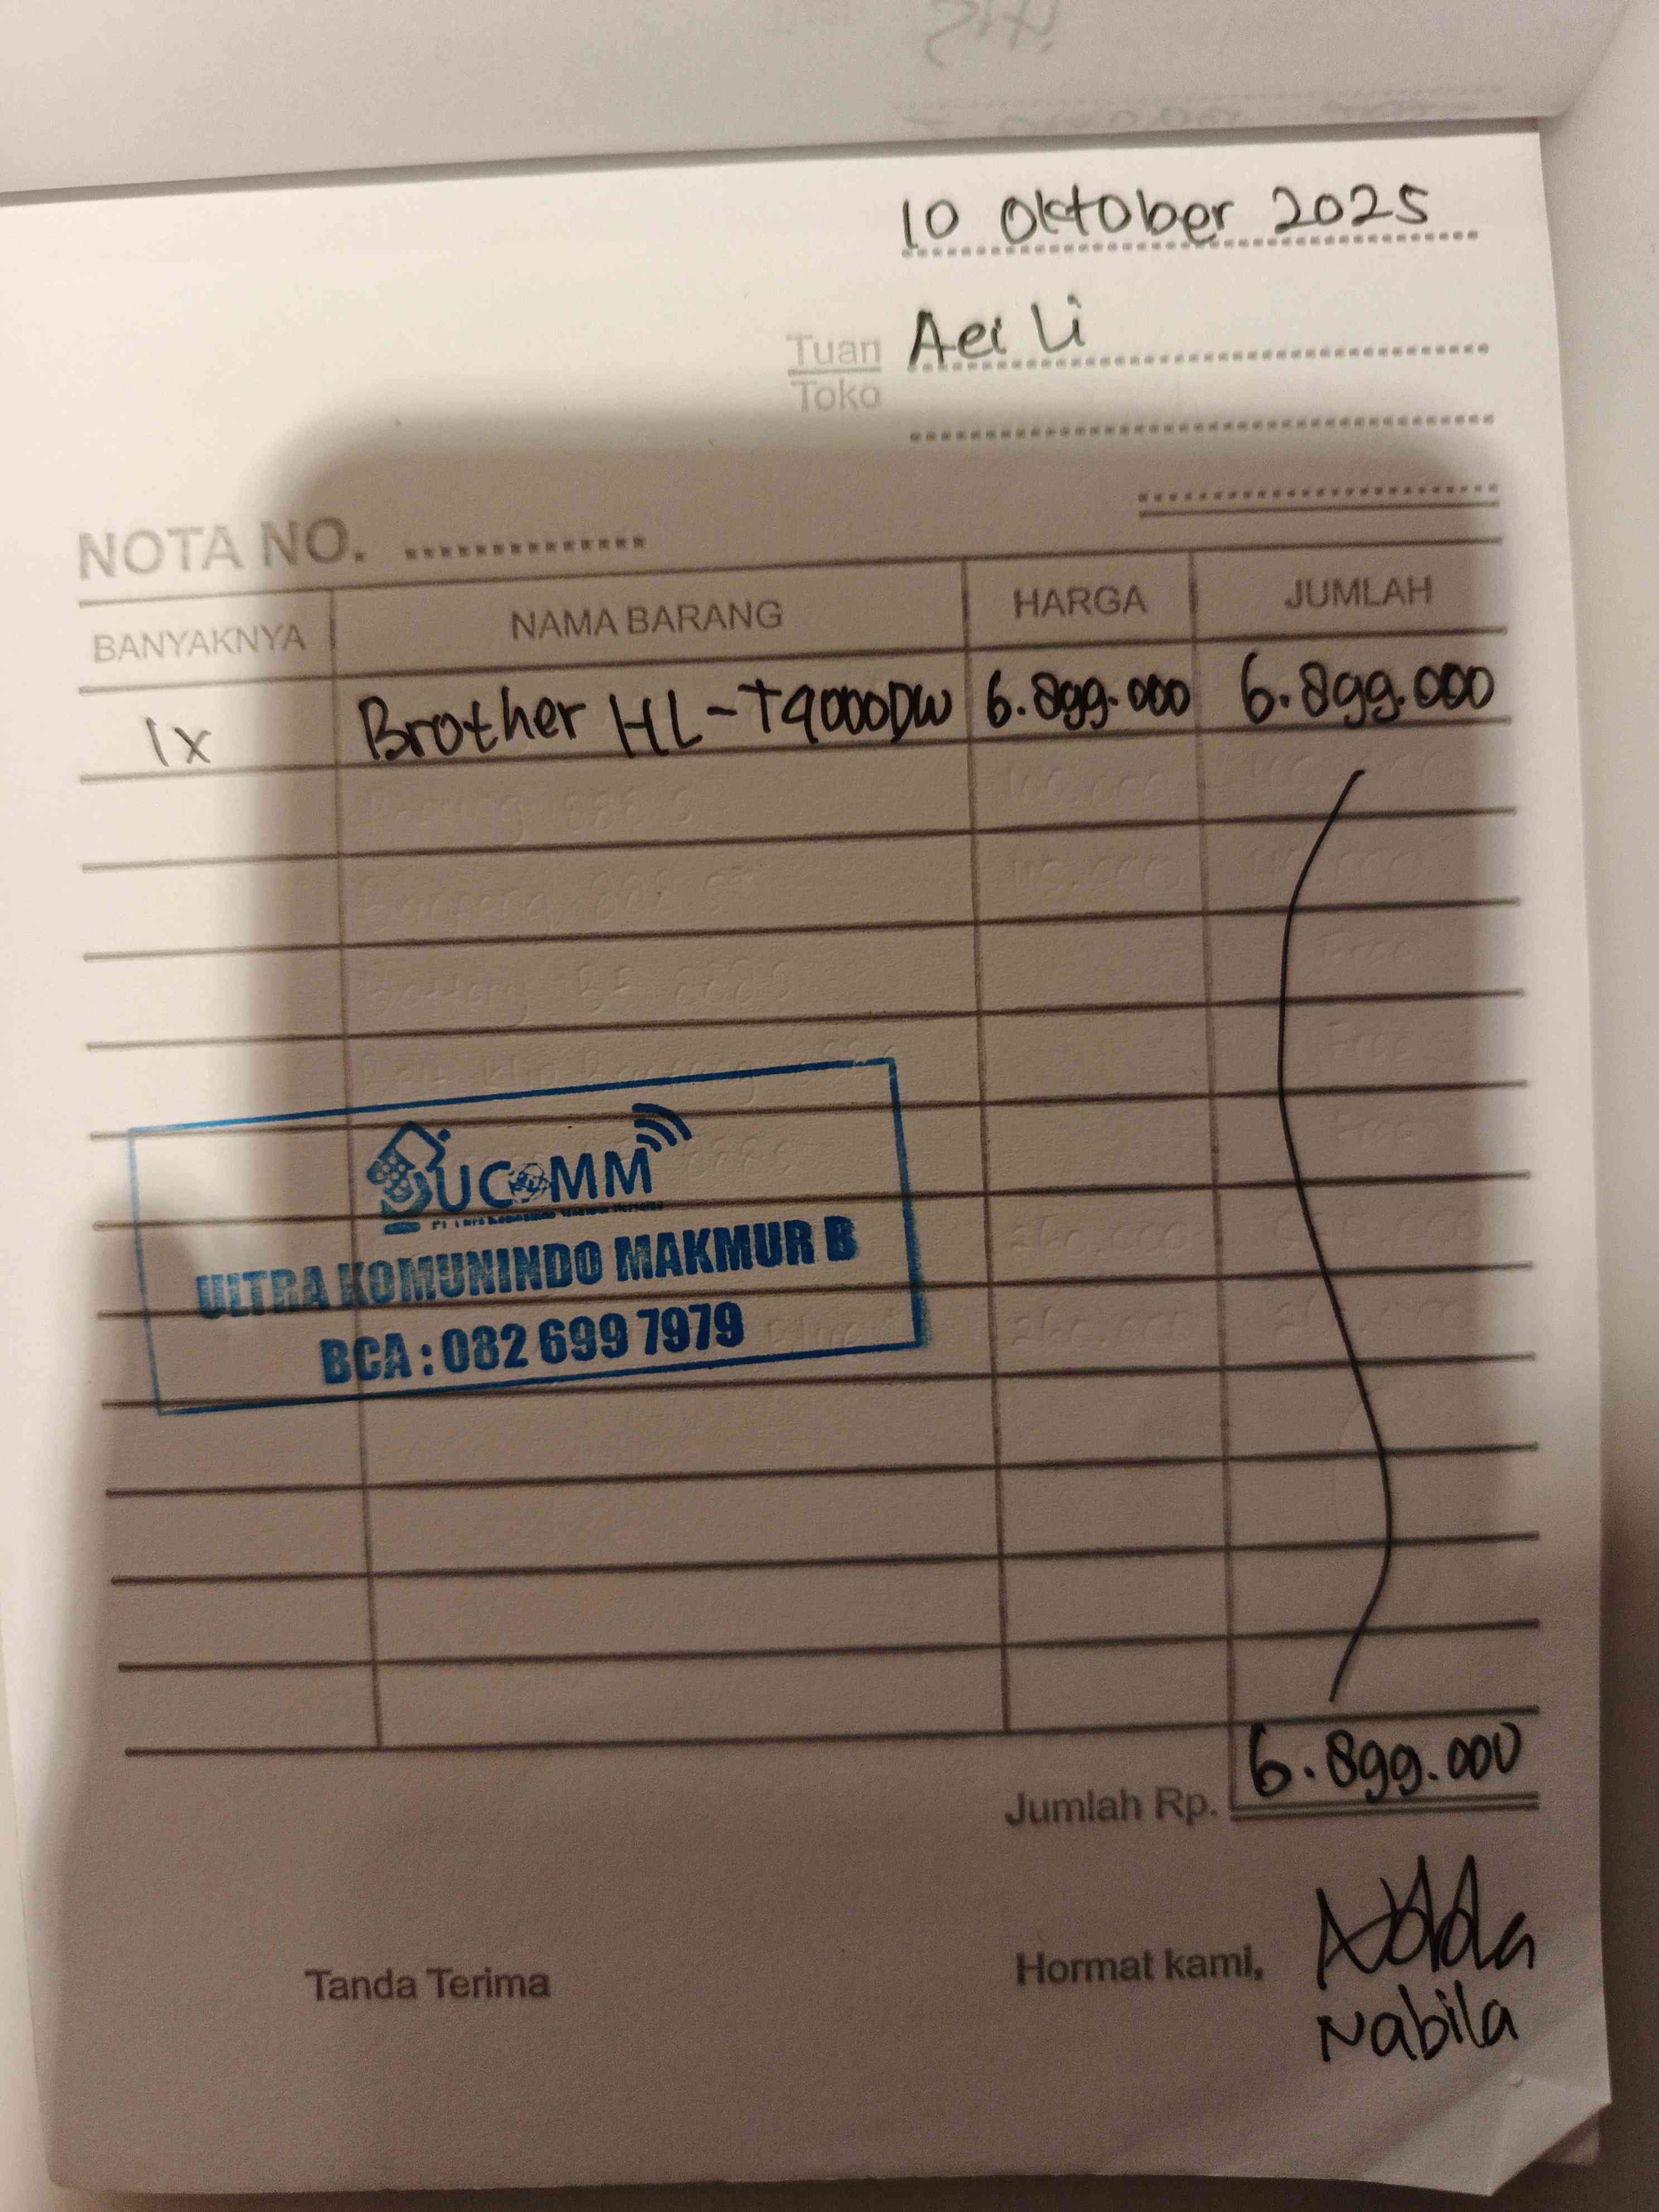 10 Oktober 2025
Tuan Aei Li
Toko
NOTA NO.
BANYAKNYA NAMA BARANG HARGA JUMLAH
1x Brother HL-T4000DW 6.899.000 6.899.000
UCOMM
ULTRA KOMUNINDO MAKMUR B
BCA : 082 699 7979
Jumlah Rp. 6.899.000
Tanda Terima Hormat kami,
Nabila